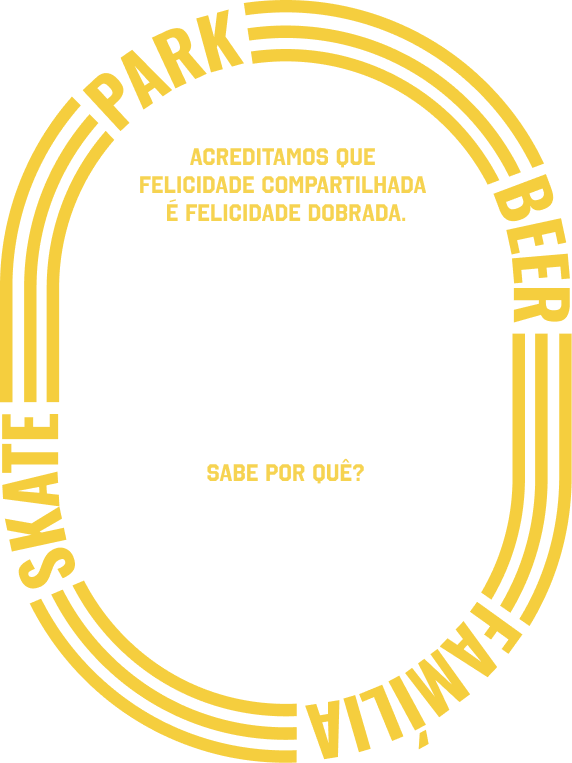 PARK
ACREDITAMOS QUE
FELICIDADE COMPARTILHADA
É FELICIDADE DOBRADA.
BEER
SKATE
SABE POR QUÊ?
FAMÍLIA